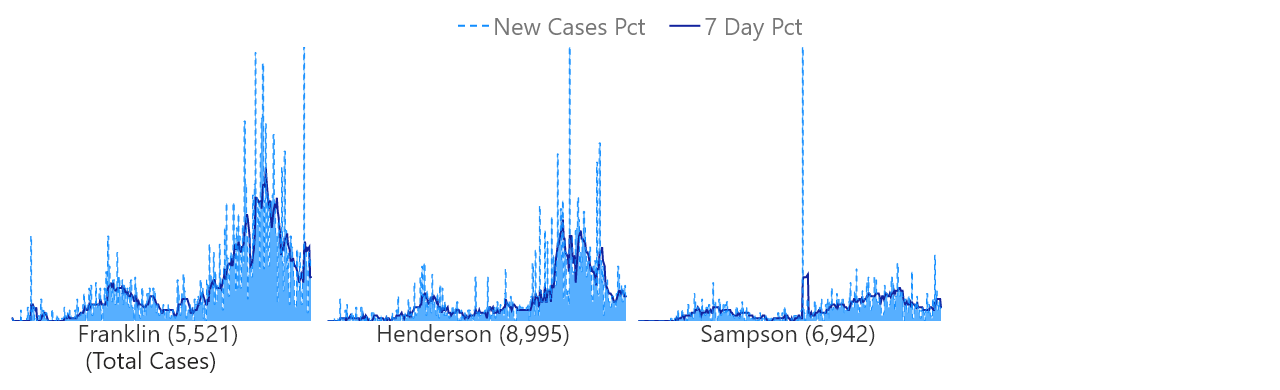 New Cases Pct 7 Day Pct
Franklin (5,521) Henderson (8,995) Sampson (6,942)
(Total Cases)